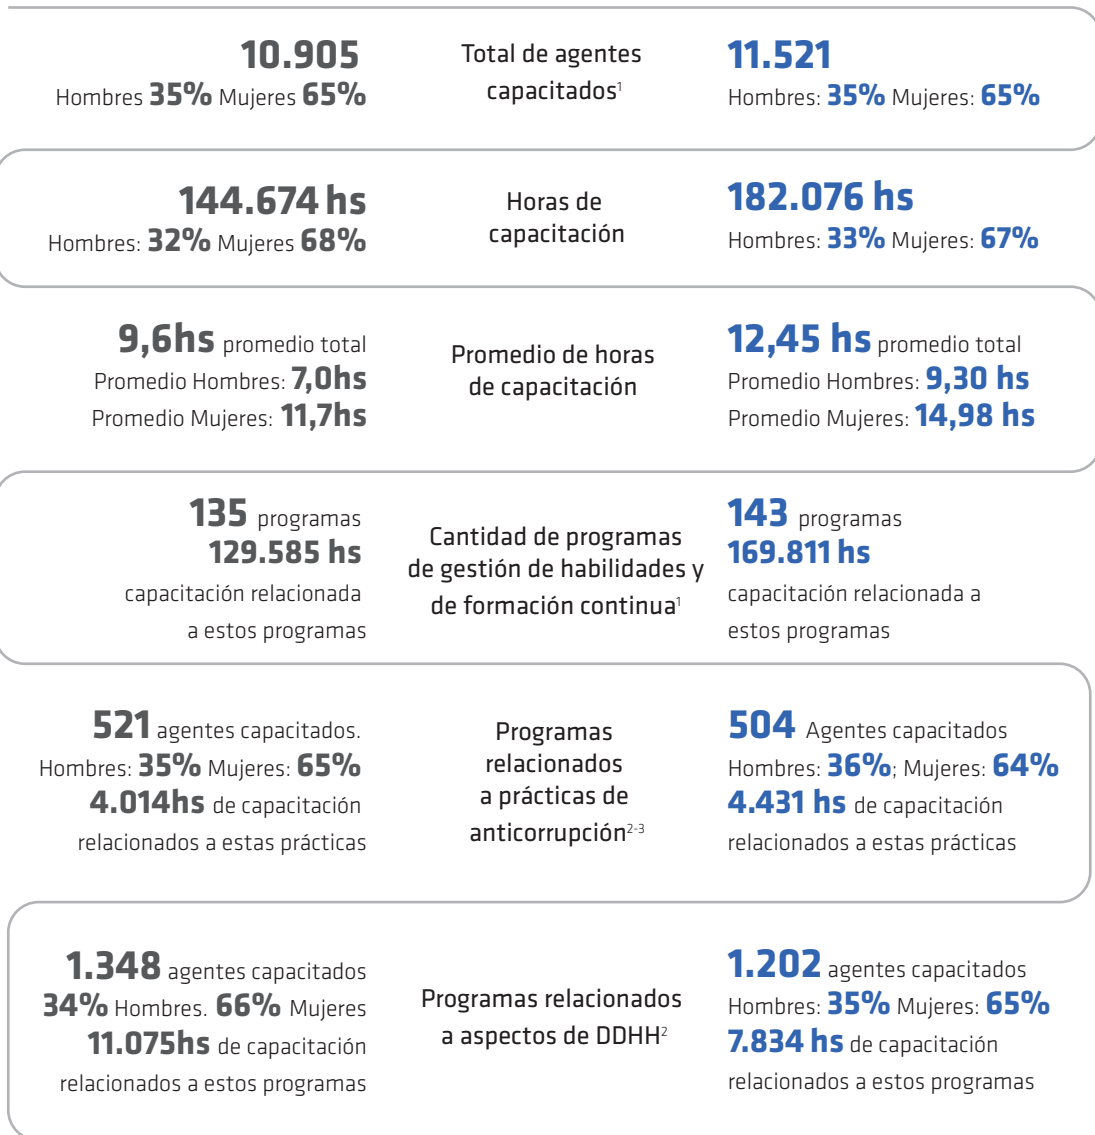 10.905
Hombres 35% Mujeres 65%
Total de agentes
capacitados¹
11.521
Hombres: 35% Mujeres: 65%
144.674 hs
Hombres: 32% Mujeres 68%
Horas de
capacitación
182.076 hs
Hombres: 33% Mujeres: 67%
9,6hs promedio total
Promedio Hombres: 7,0hs
Promedio Mujeres: 11,7hs
Promedio de horas
de capacitación
12,45 hs promedio total
Promedio Hombres: 9,30 hs
Promedio Mujeres: 14,98 hs
135 programas
129.585 hs
capacitación relacionada
a estos programas
Cantidad de programas
de gestión de habilidades y
de formación continua¹
143 programas
169.811 hs
capacitación relacionada a
estos programas
521 agentes capacitados.
Hombres: 35% Mujeres: 65%
4.014hs de capacitación
relacionados a estas prácticas
Programas
relacionados
a prácticas de
anticorrupción²⁻³
504 Agentes capacitados
Hombres: 36%; Mujeres: 64%
4.431 hs de capacitación
relacionados a estas prácticas
1.348 agentes capacitados
34% Hombres. 66% Mujeres
11.075hs de capacitación
relacionados a estos programas
Programas relacionados
a aspectos de DDHH²
1.202 agentes capacitados
Hombres: 35% Mujeres: 65%
7.834 hs de capacitación
relacionados a estos programas